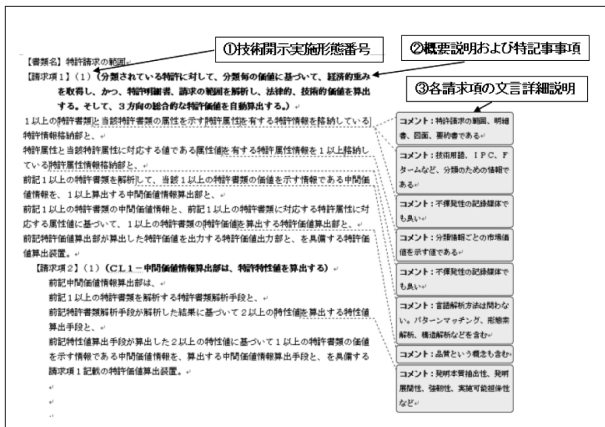 ①技術開示実施形態番号
②概要説明および特記事事項
③各請求項の文言詳細説明
【書類名】特許請求の範囲
【請求項1】(1)(分類されている特許に対して、分類毎の価値に基づいて、経済的重み
を取得し、かつ、特許明細書、請求の範囲を解析し、法律的、技術的価値を算出
する。そして、3方向の総合的な特許価値を自動算出する。)
1以上の特許書類と当該特許書類の属性を示す特許属性を有する特許情報を格納している
特許情報格納部と、
特許属性と当該特許属性に対応する値である属性値を有する特許属性情報を1以上格納し
ている特許属性情報格納部と、
前記1以上の特許書類を解析して、当該1以上の特許書類の価値を示す情報である中間価
値情報を、1以上算出する中間価値情報算出部と、
前記1以上の特許書類の中間価値情報と、前記1以上の特許書類に対応する特許属性に対
応する属性値に基づいて、1以上の特許書類の特許価値を算出する特許価値算出部と、
前記特許価値算出部が算出した特許価値を出力する特許価値出力部と、を具備する特許価
値算出装置。
【請求項2】(1)(CL1-中間価値情報算出部は、特許特性値を算出する)
前記中間価値情報算出部は、
前記1以上の特許書類を解析する特許書類解析手段と、
前記特許書類解析手段が解析した結果に基づいて2以上の特性値を算出する特性値
算出手段と、
前記特性値算出手段が算出した2以上の特性値に基づいて1以上の特許書類の価値
を示す情報である中間価値情報を、算出する中間価値情報算出手段と、を具備する
請求項1記載の特許価値算出装置。
コメント:特許請求の範囲、明細
書、図面、要約書である
コメント:技術用語、IPC、F
タームなど、分類のための情報で
ある
コメント:不揮発性の記録媒体で
も良い
コメント:分類情報ごとの市場価
値を示す値である
コメント:不揮発性の記録媒体で
も良い
コメント:言語解析方法は問わな
い。パターンマッチング、形態素
解析、構造解析などを含む
コメント:品質という概念も含む
コメント:発明本質抽出性、発明
展開性、強靭性、実施可能担保性
など